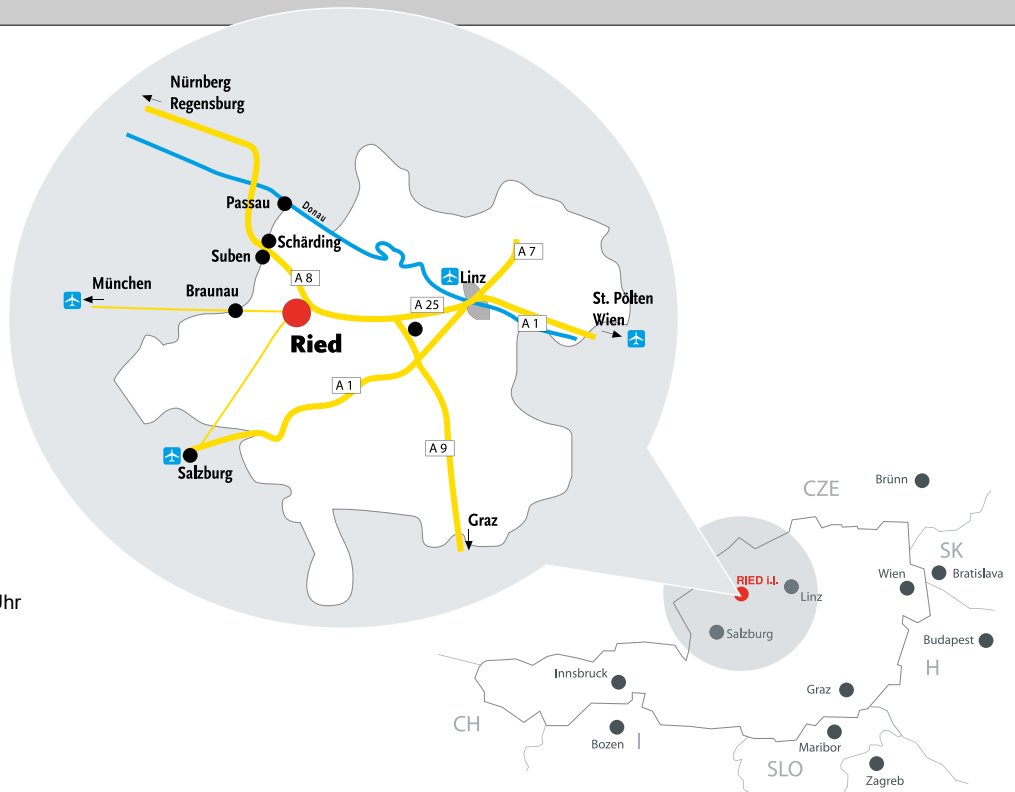 Nürnberg
Regensburg
Passau
Donau
Schärding
Suben
A 8
A 7
München
Braunau
Linz
A 25
St. Pölten
Wien
A 1
Ried
A 1
A 9
Salzburg
Graz
CZE
Brünn
SK
Wien
Bratislava
RIED i.I.
Linz
Uhr
Salzburg
Budapest
H
Innsbruck
Graz
CH
Bozen
I
Maribor
SLO
Zagreb